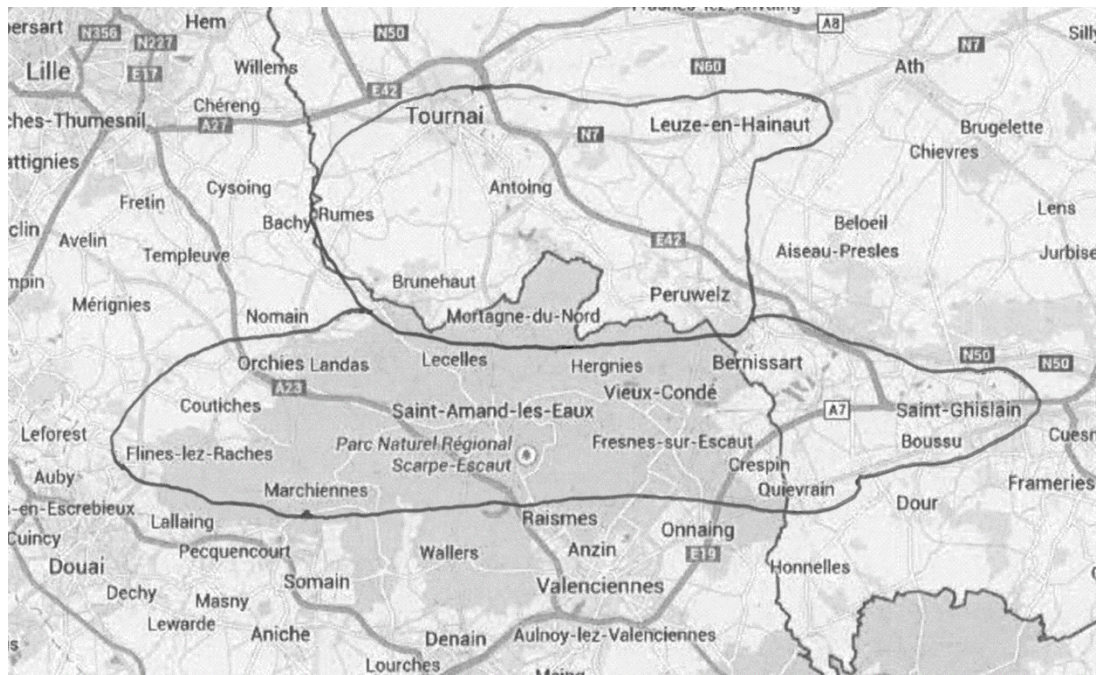 Hem
N356
N50
A8
N7
Silly
N227
Lille
E17
Willems
N60
Ath
E42
Chéreng
Tournai
ches-Thumesnil
A27
N7
Leuze-en-Hainaut
Brugelette
attignies
Chievres
Cysoing
Antoing
Fretin
Bachy
Rumes
Lens
Beloeil
Avelin
E42
Templeuve
Aiseau-Presles
Jurbise
Brunehaut
Mérignies
Peruwelz
Nomain
Mortagne-du-Nord
Orchies
Landas
Lecelles
Hergnies
Bernissart
N50
N50
A23
Vieux-Condé
Coutiches
Saint-Amand-les-Eaux
A7
Saint-Ghislain
Leforest
Flines-lez-Raches
Parc Naturel Régional
Scarpe-Escaut
Fresnes-sur-Escaut
Boussu
Cuesm
Auby
Crespin
Marchiennes
Quievrain
Frameries
s-en-Escrebieux
Lallaing
Raismes
Onnaing
Dour
Cuincy
Pecquencourt
Wallers
Anzin
E19
Douai
Somain
Valenciennes
Honnelles
Dechy
Masny
Lewarde
Aniche
Denain
Aulnoy-lez-Valenciennes
Lourches